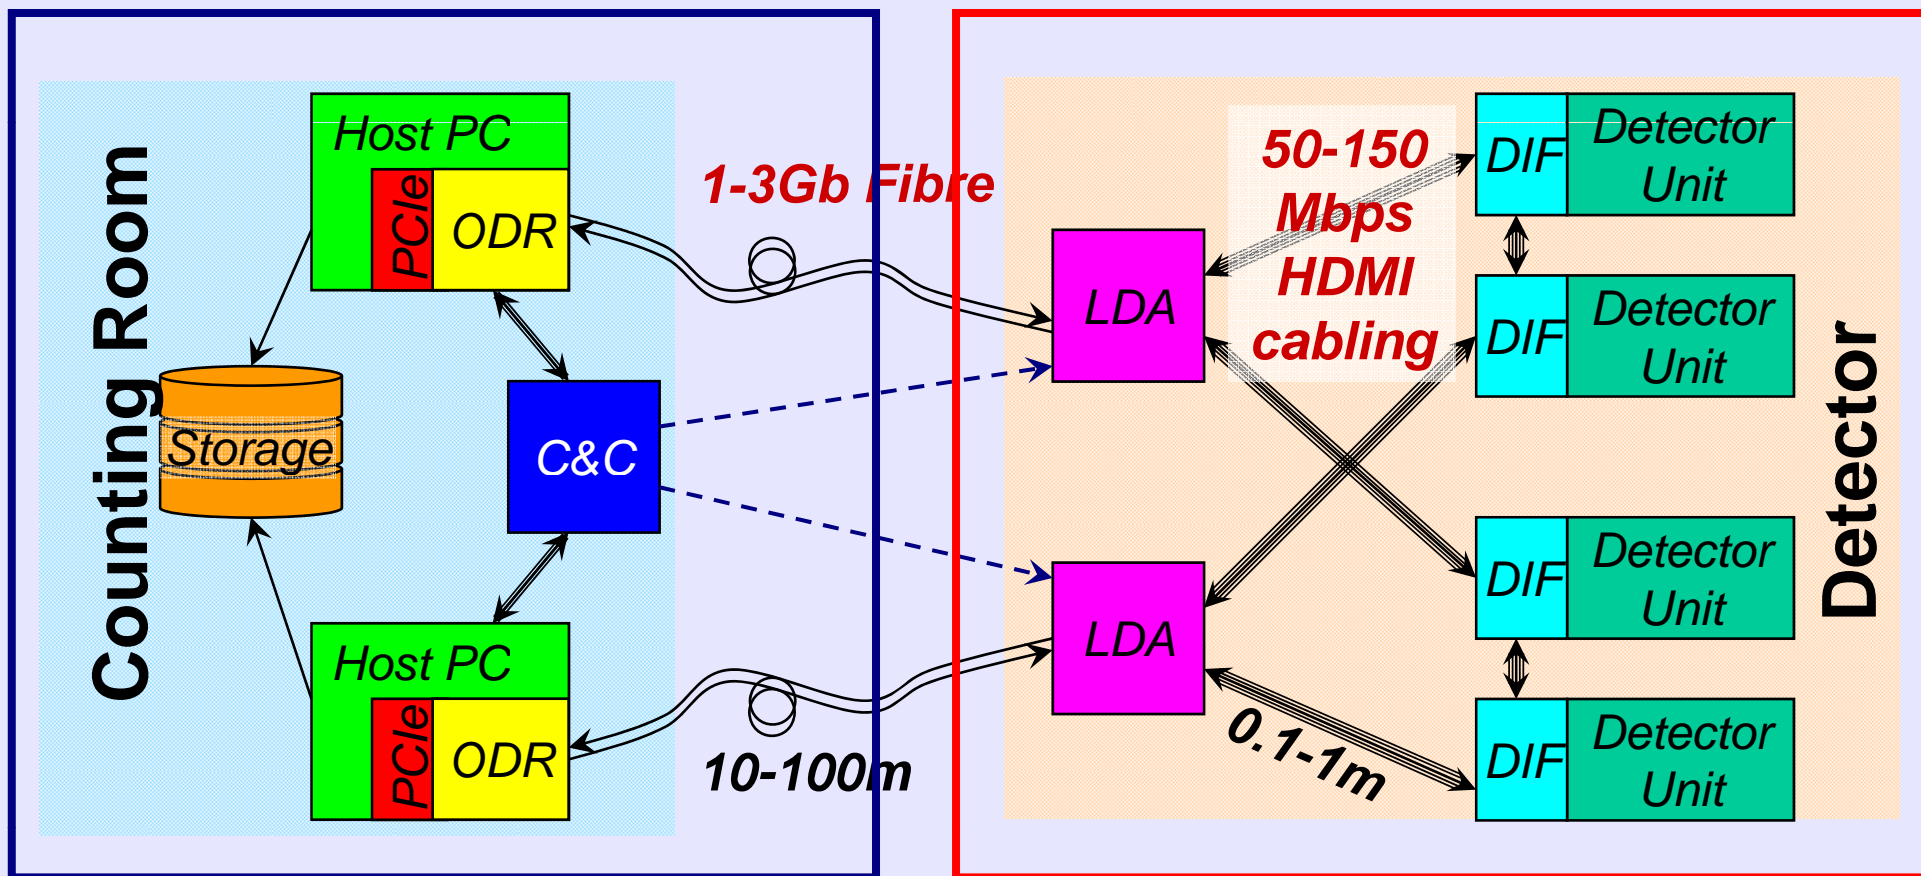 Counting Room
Host PC
PCIe
ODR
Storage
C&C
Host PC
PCIe
ODR
1-3Gb Fibre
10-100m
LDA
LDA
50-150
Mbps
HDMI
cabling
0.1-1m
DIF
Detector
Unit
DIF
Detector
Unit
DIF
Detector
Unit
DIF
Detector
Unit
Detector